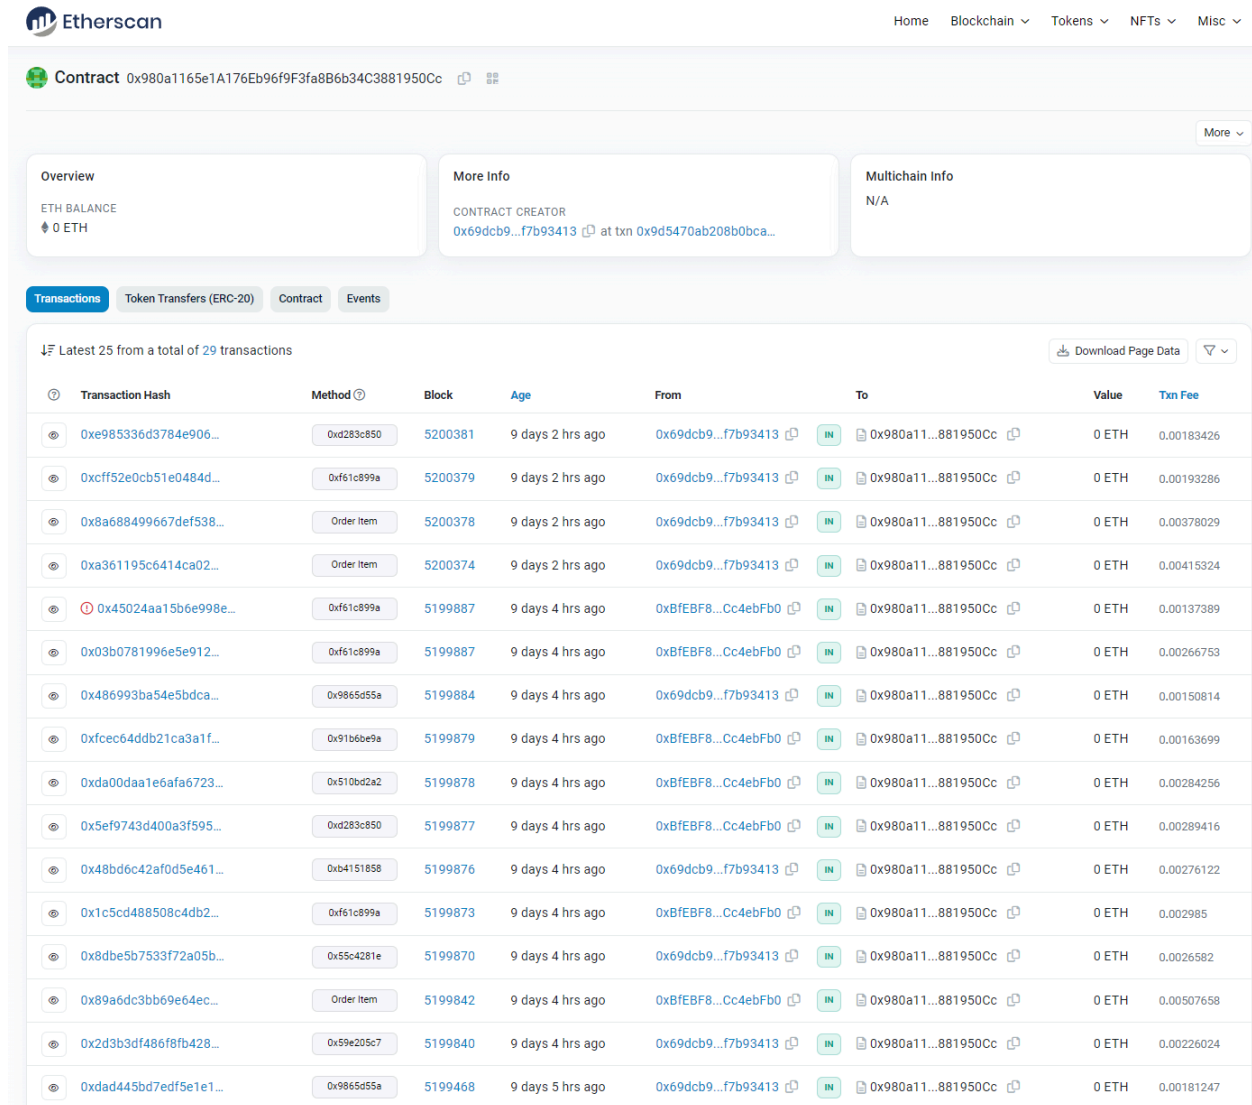 Etherscan
Home Blockchain Tokens NFTs Misc
Contract 0x980a1165e1A176Eb96f9F3fa8B6b34C3881950Cc
More
Overview
ETH BALANCE
0 ETH
More Info
CONTRACT CREATOR
0x69dcb9...f7b93413 at txn 0x9d5470ab208b0bca...
Multichain Info
N/A
Transactions Token Transfers (ERC-20) Contract Events
Latest 25 from a total of 29 transactions
Download Page Data
Transaction Hash Method Block Age From To Value Txn Fee
0xe985336d3784e906... 0xd283c850 5200381 9 days 2 hrs ago 0x69dcb9...f7b93413 IN 0x980a11...881950Cc 0 ETH 0.00183426
0xcff52e0cb51e0484d... 0xf61c899a 5200379 9 days 2 hrs ago 0x69dcb9...f7b93413 IN 0x980a11...881950Cc 0 ETH 0.00193286
0x8a688499667def538... Order Item 5200378 9 days 2 hrs ago 0x69dcb9...f7b93413 IN 0x980a11...881950Cc 0 ETH 0.00378029
0xa361195c6414ca02... Order Item 5200374 9 days 2 hrs ago 0x69dcb9...f7b93413 IN 0x980a11...881950Cc 0 ETH 0.00415324
0x45024aa15b6e998e... 0xf61c899a 5199887 9 days 4 hrs ago 0xBfEBF8...Cc4ebFb0 IN 0x980a11...881950Cc 0 ETH 0.00137389
0x03b0781996e5e912... 0xf61c899a 5199887 9 days 4 hrs ago 0xBfEBF8...Cc4ebFb0 IN 0x980a11...881950Cc 0 ETH 0.00266753
0x486993ba54e5bdca... 0x9865d55a 5199884 9 days 4 hrs ago 0x69dcb9...f7b93413 IN 0x980a11...881950Cc 0 ETH 0.00150814
0xfcec64ddb21ca3a1f... 0x91b6be9a 5199879 9 days 4 hrs ago 0xBfEBF8...Cc4ebFb0 IN 0x980a11...881950Cc 0 ETH 0.00163699
0xda00daa1e6afa6723... 0x510bd2a2 5199878 9 days 4 hrs ago 0xBfEBF8...Cc4ebFb0 IN 0x980a11...881950Cc 0 ETH 0.00284256
0x5ef9743d400a3f595... 0xd283c850 5199877 9 days 4 hrs ago 0xBfEBF8...Cc4ebFb0 IN 0x980a11...881950Cc 0 ETH 0.00289416
0x48bd6c42af0d5e461... 0xb4151858 5199876 9 days 4 hrs ago 0x69dcb9...f7b93413 IN 0x980a11...881950Cc 0 ETH 0.00276122
0x1c5cd488508c4db2... 0xf61c899a 5199873 9 days 4 hrs ago 0xBfEBF8...Cc4ebFb0 IN 0x980a11...881950Cc 0 ETH 0.002985
0x8dbe5b7533f72a05b... 0x55c4281e 5199870 9 days 4 hrs ago 0x69dcb9...f7b93413 IN 0x980a11...881950Cc 0 ETH 0.0026582
0x89a6dc3bb69e64ec... Order Item 5199842 9 days 4 hrs ago 0xBfEBF8...Cc4ebFb0 IN 0x980a11...881950Cc 0 ETH 0.00507658
0x2d3b3df486f8fb428... 0x59e205c7 5199840 9 days 4 hrs ago 0x69dcb9...f7b93413 IN 0x980a11...881950Cc 0 ETH 0.00226024
0xdad445bd7edf5e1e1... 0x9865d55a 5199468 9 days 5 hrs ago 0x69dcb9...f7b93413 IN 0x980a11...881950Cc 0 ETH 0.00181247